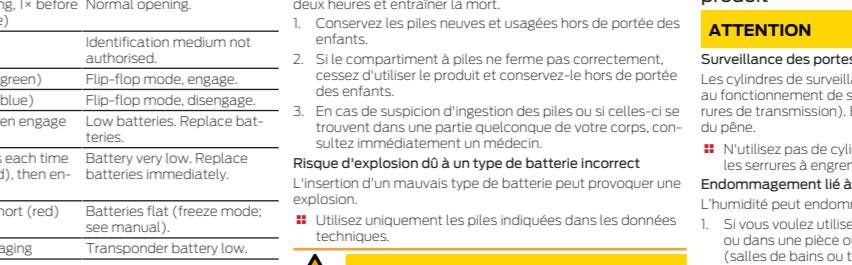 ng, 1× before Normal opening.
e)
Identification medium not
authorised.
green) Flip-flop mode, engage.
blue) Flip-flop mode, disengage.
en engage Low batteries. Replace bat-
teries.
s each time Battery very low. Replace
d), then en- batteries immediately.
hort (red) Batteries flat (freeze mode;
see manual).
aging Transponder battery low.
deux heures et entraîner la mort.
1. Conservez les piles neuves et usagées hors de portée des
enfants.
2. Si le compartiment à piles ne ferme pas correctement,
cessez d'utiliser le produit et conservez-le hors de portée
des enfants.
3. En cas de suspicion d'ingestion des piles ou si celles-ci se
trouvent dans une partie quelconque de votre corps, con-
sultez immédiatement un médecin.
Risque d'explosion dû à un type de batterie incorrect
L'insertion d'un mauvais type de batterie peut provoquer une
explosion.
Utilisez uniquement les piles indiquées dans les données
techniques.
produit
ATTENTION
Surveillance des portes
Les cylindres de surveilla
au fonctionnement de s
rures de transmission). E
du pêne.
N'utilisez pas de cyli
les serrures à engren
Endommagement lié à
L'humidité peut endomm
1. Si vous voulez utilise
ou dans une pièce o
(salles de bains ou t